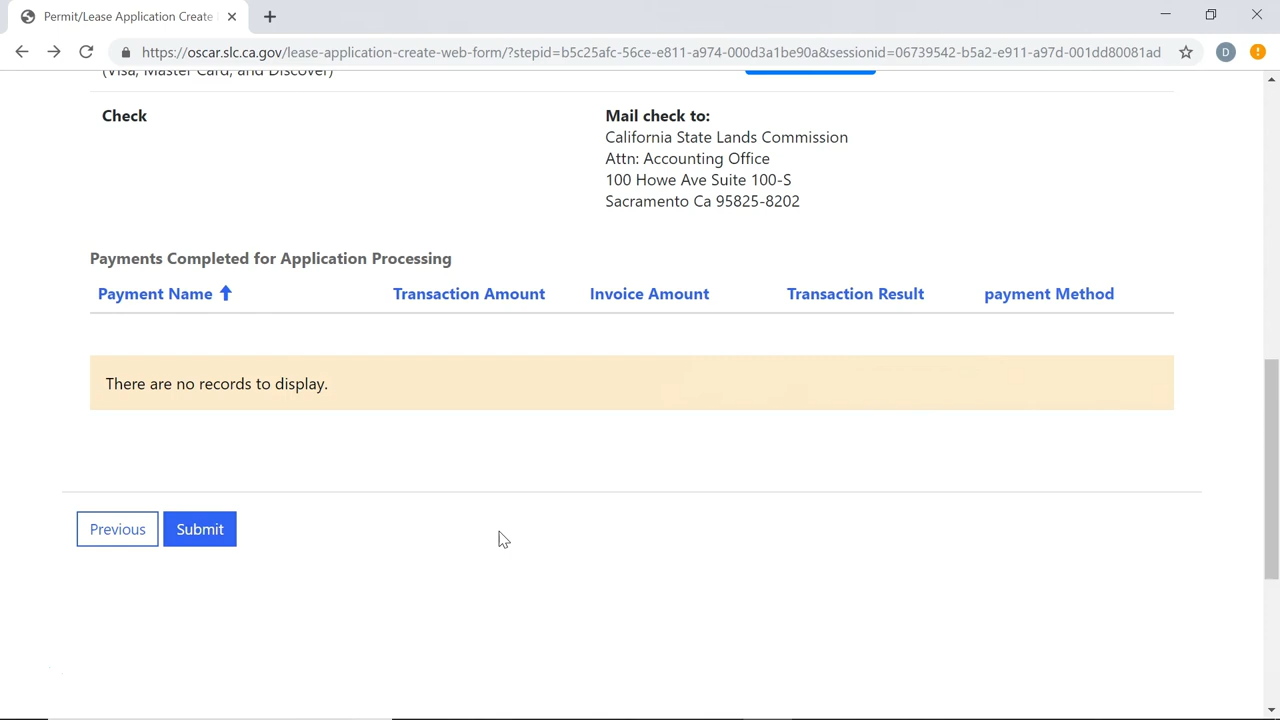 Permit/Lease Application Create
https://oscar.slc.ca.gov/lease-application-create-web-form/?stepid=b5c25afc-56ce-e811-a974-000d3a1be90a&sessionid=06739542-b5a2-e911-a97d-001dd80081ad
D
(Visa, Master Card, and Discover)
Check
Mail check to:
California State Lands Commission
Attn: Accounting Office
100 Howe Ave Suite 100-S
Sacramento Ca 95825-8202
Payments Completed for Application Processing
Payment Name Transaction Amount Invoice Amount Transaction Result payment Method
There are no records to display.
Previous Submit